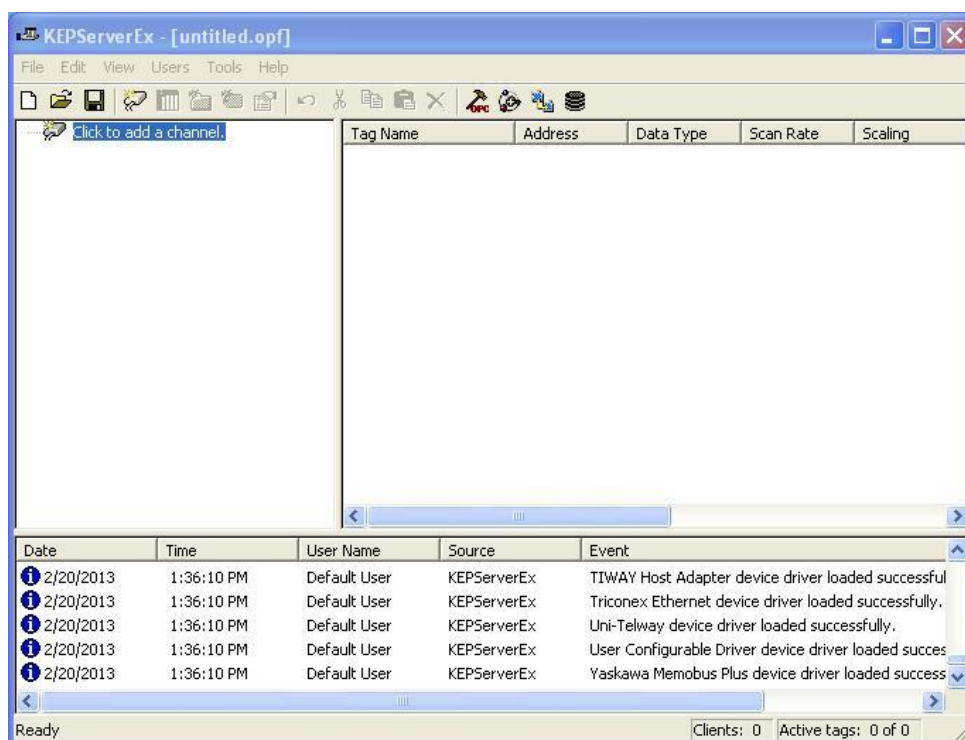 KEPServerEx - [untitled.opf]
File Edit View Users Tools Help
OPC
Click to add a channel.
Tag Name Address Data Type Scan Rate Scaling
Date Time User Name Source Event
2/20/2013 1:36:10 PM Default User KEPServerEx TIWAY Host Adapter device driver loaded successful
2/20/2013 1:36:10 PM Default User KEPServerEx Triconex Ethernet device driver loaded successfully.
2/20/2013 1:36:10 PM Default User KEPServerEx Uni-Telway device driver loaded successfully.
2/20/2013 1:36:10 PM Default User KEPServerEx User Configurable Driver device driver loaded succes
2/20/2013 1:36:10 PM Default User KEPServerEx Yaskawa Memobus Plus device driver loaded success
Ready Clients: 0 Active tags: 0 of 0